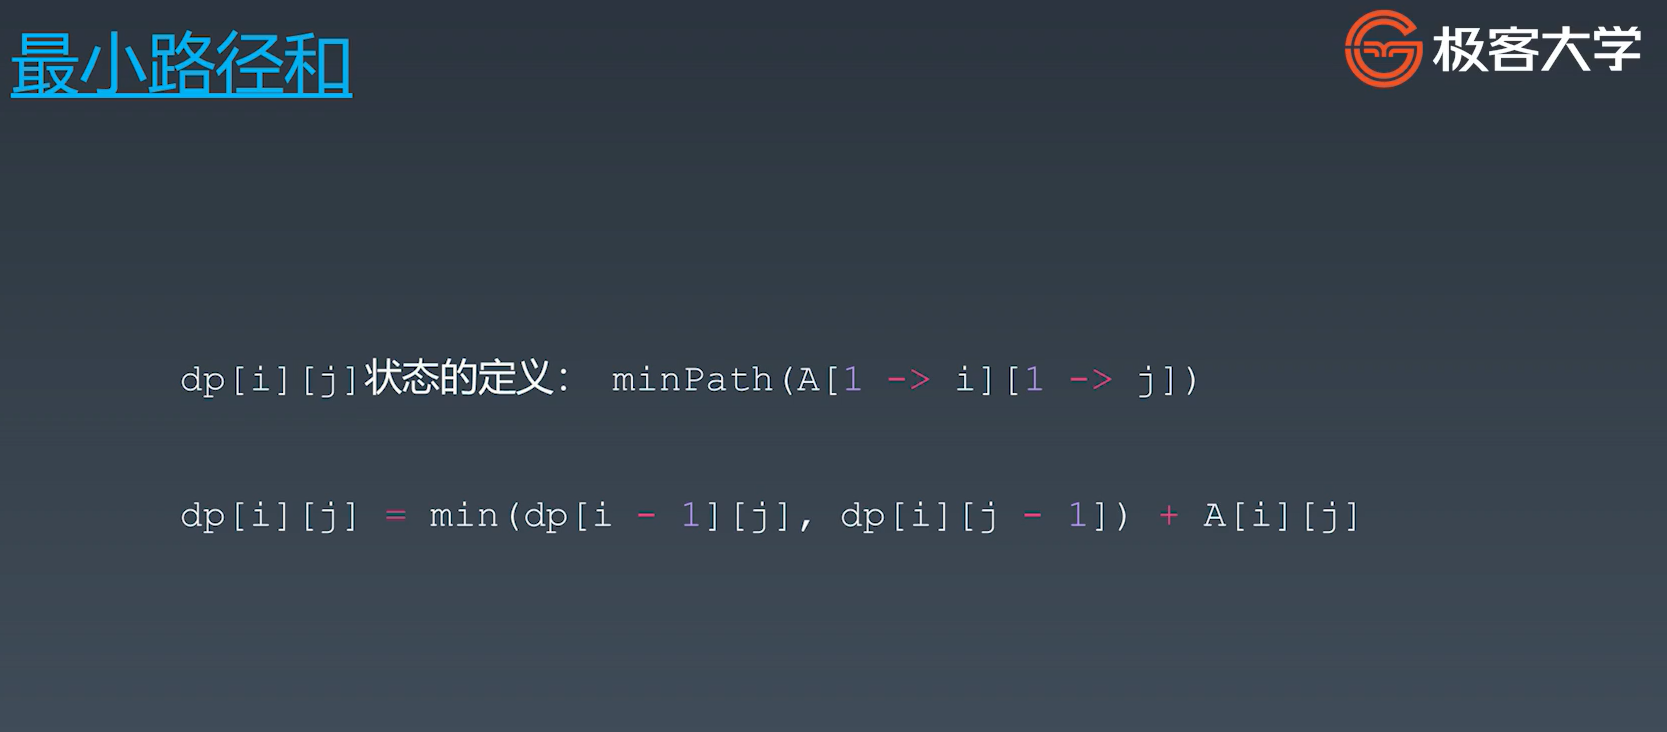 最小路径和
极客大学
dp[i][j]状态的定义: minPath(A[1 -> i][1 -> j])
dp[i][j] = min(dp[i - 1][j], dp[i][j - 1]) + A[i][j]